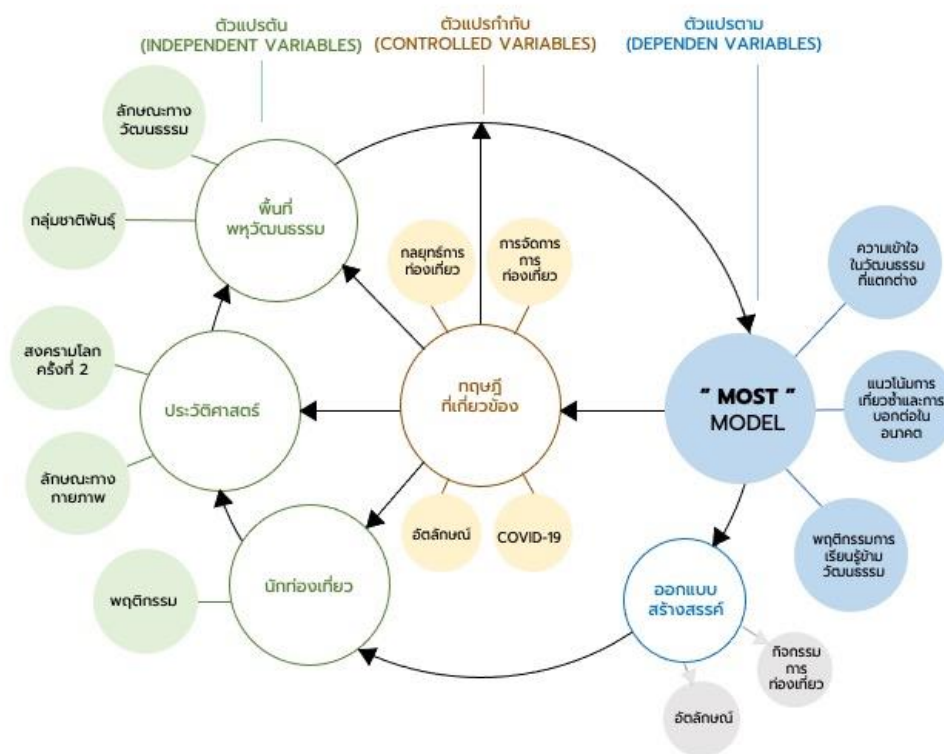 ตัวแปรต้น
(INDEPENDENT VARIABLES)
ตัวแปรกำกับ
(CONTROLLED VARIABLES)
ตัวแปรตาม
(DEPENDEN VARIABLES)
ลักษณะทาง
วัฒนธรรม
กลุ่มชาติพันธุ์
พื้นที่
พหุวัฒนธรรม
สงครามโลก
ครั้งที่ 2
ประวัติศาสตร์
ลักษณะทาง
กายภาพ
พฤติกรรม
นักท่องเที่ยว
กลยุทธ์การ
ท่องเที่ยว
การจัดการ
การ
ท่องเที่ยว
ทฤษฎี
ที่เกี่ยวข้อง
อัตลักษณ์
COVID-19
" MOST "
MODEL
ความเข้าใจ
ในวัฒนธรรม
ที่แตกต่าง
แนวโน้มการ
เที่ยวซ้ำและการ
บอกต่อใน
อนาคต
พฤติกรรมการ
เรียนรู้ข้าม
วัฒนธรรม
ออกแบบ
สร้างสรรค์
กิจกรรม
การ
ท่องเที่ยว
อัตลักษณ์